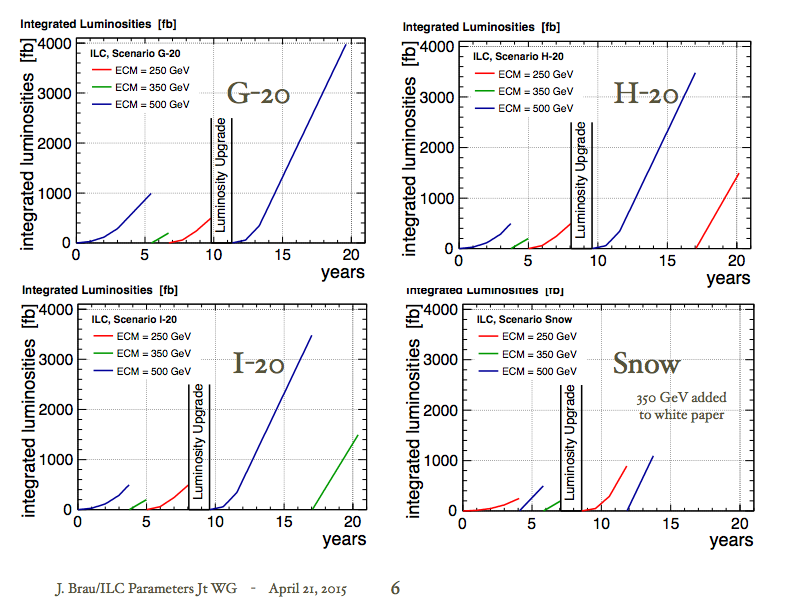 Integrated Luminosities [fb]
integrated luminosities [fb]
4000
3000
2000
1000
0
ILC, Scenario G-20
ECM = 250 GeV
ECM = 350 GeV
ECM = 500 GeV
G-20
Luminosity Upgrade
0 5 10 15 20
years
Integrated Luminosities [fb]
integrated luminosities [fb]
4000
3000
2000
1000
0
ILC, Scenario H-20
ECM = 250 GeV
ECM = 350 GeV
ECM = 500 GeV
H-20
Luminosity Upgrade
0 5 10 15 20
years
Integrated Luminosities [fb]
integrated luminosities [fb]
4000
3000
2000
1000
0
ILC, Scenario I-20
ECM = 250 GeV
ECM = 350 GeV
ECM = 500 GeV
I-20
Luminosity Upgrade
0 5 10 15 20
years
Integrated Luminosities [fb]
integrated luminosities [fb]
4000
3000
2000
1000
0
ILC, Scenario Snow
ECM = 250 GeV
ECM = 350 GeV
ECM = 500 GeV
Snow
350 GeV added
to white paper
Luminosity Upgrade
0 5 10 15 20
years
J. Brau/ILC Parameters Jt WG - April 21, 2015 6